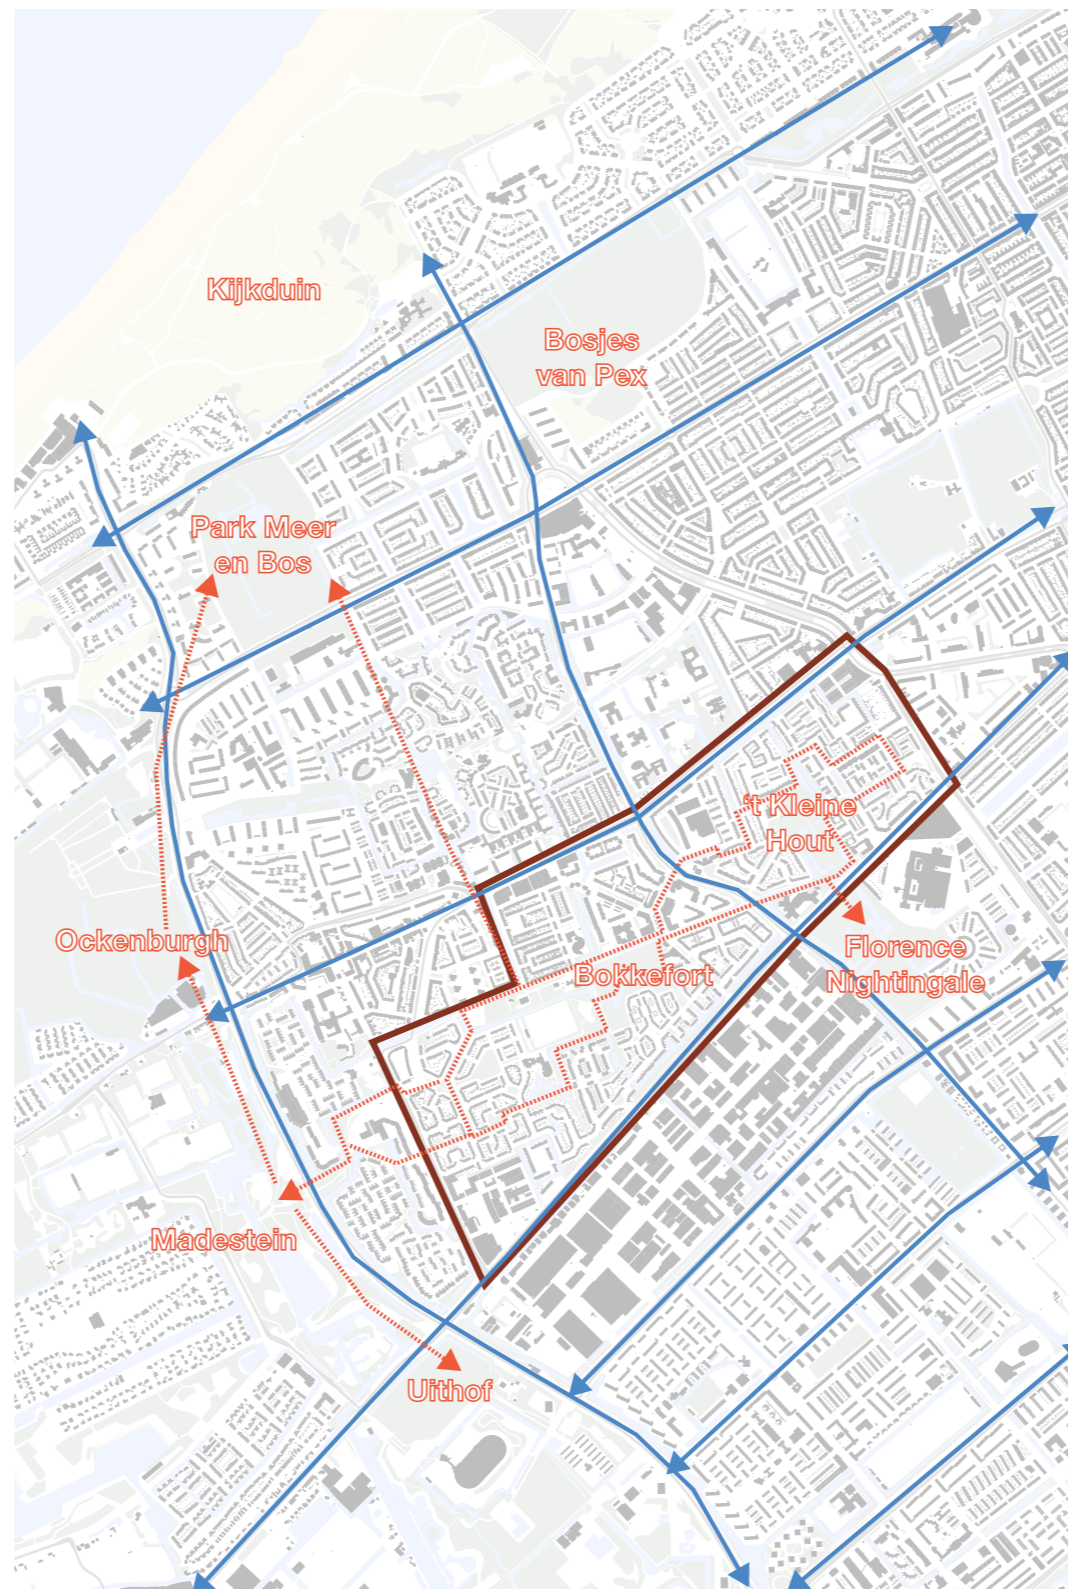 Kijkduin
Bosjes
van Pex
Park Meer
en Bos
't Kleine
Hout
Ockenburgh
Florence
Nightingale
Bokkefort
Madestein
Uithof